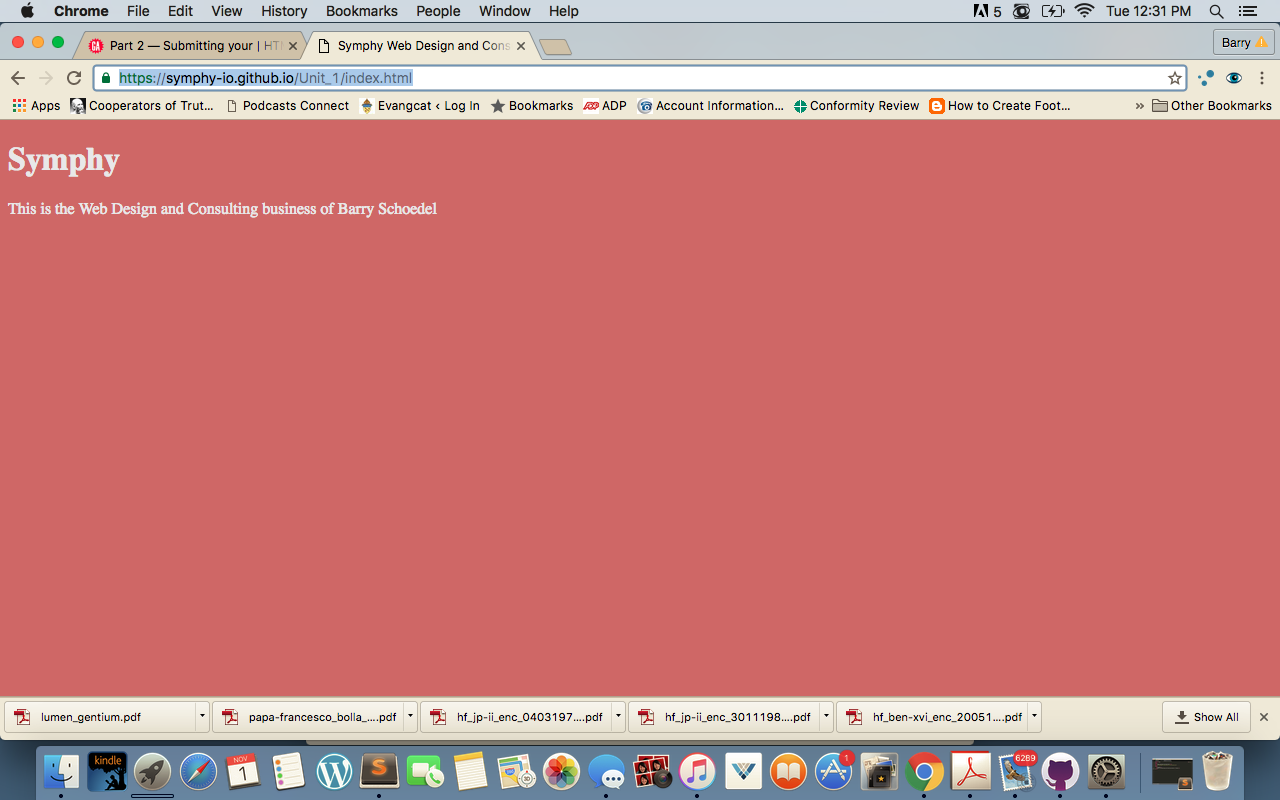 Chrome File Edit View History Bookmarks People Window Help 5 Tue 12:31 PM
GA Part 2 — Submitting your | HTM Symphy Web Design and Cons Barry
https://symphy-io.github.io/Unit_1/index.html
Apps Cooperators of Trut... Podcasts Connect Evangcat ‹ Log In Bookmarks ADP Account Information... Conformity Review How to Create Foot... » Other Bookmarks
Symphy
This is the Web Design and Consulting business of Barry Schoedel
lumen_gentium.pdf papa-francesco_bolla_....pdf hf_jp-ii_enc_0403197....pdf hf_jp-ii_enc_3011198....pdf hf_ben-xvi_enc_20051....pdf Show All
kindle NOV 1 3D 1 6289